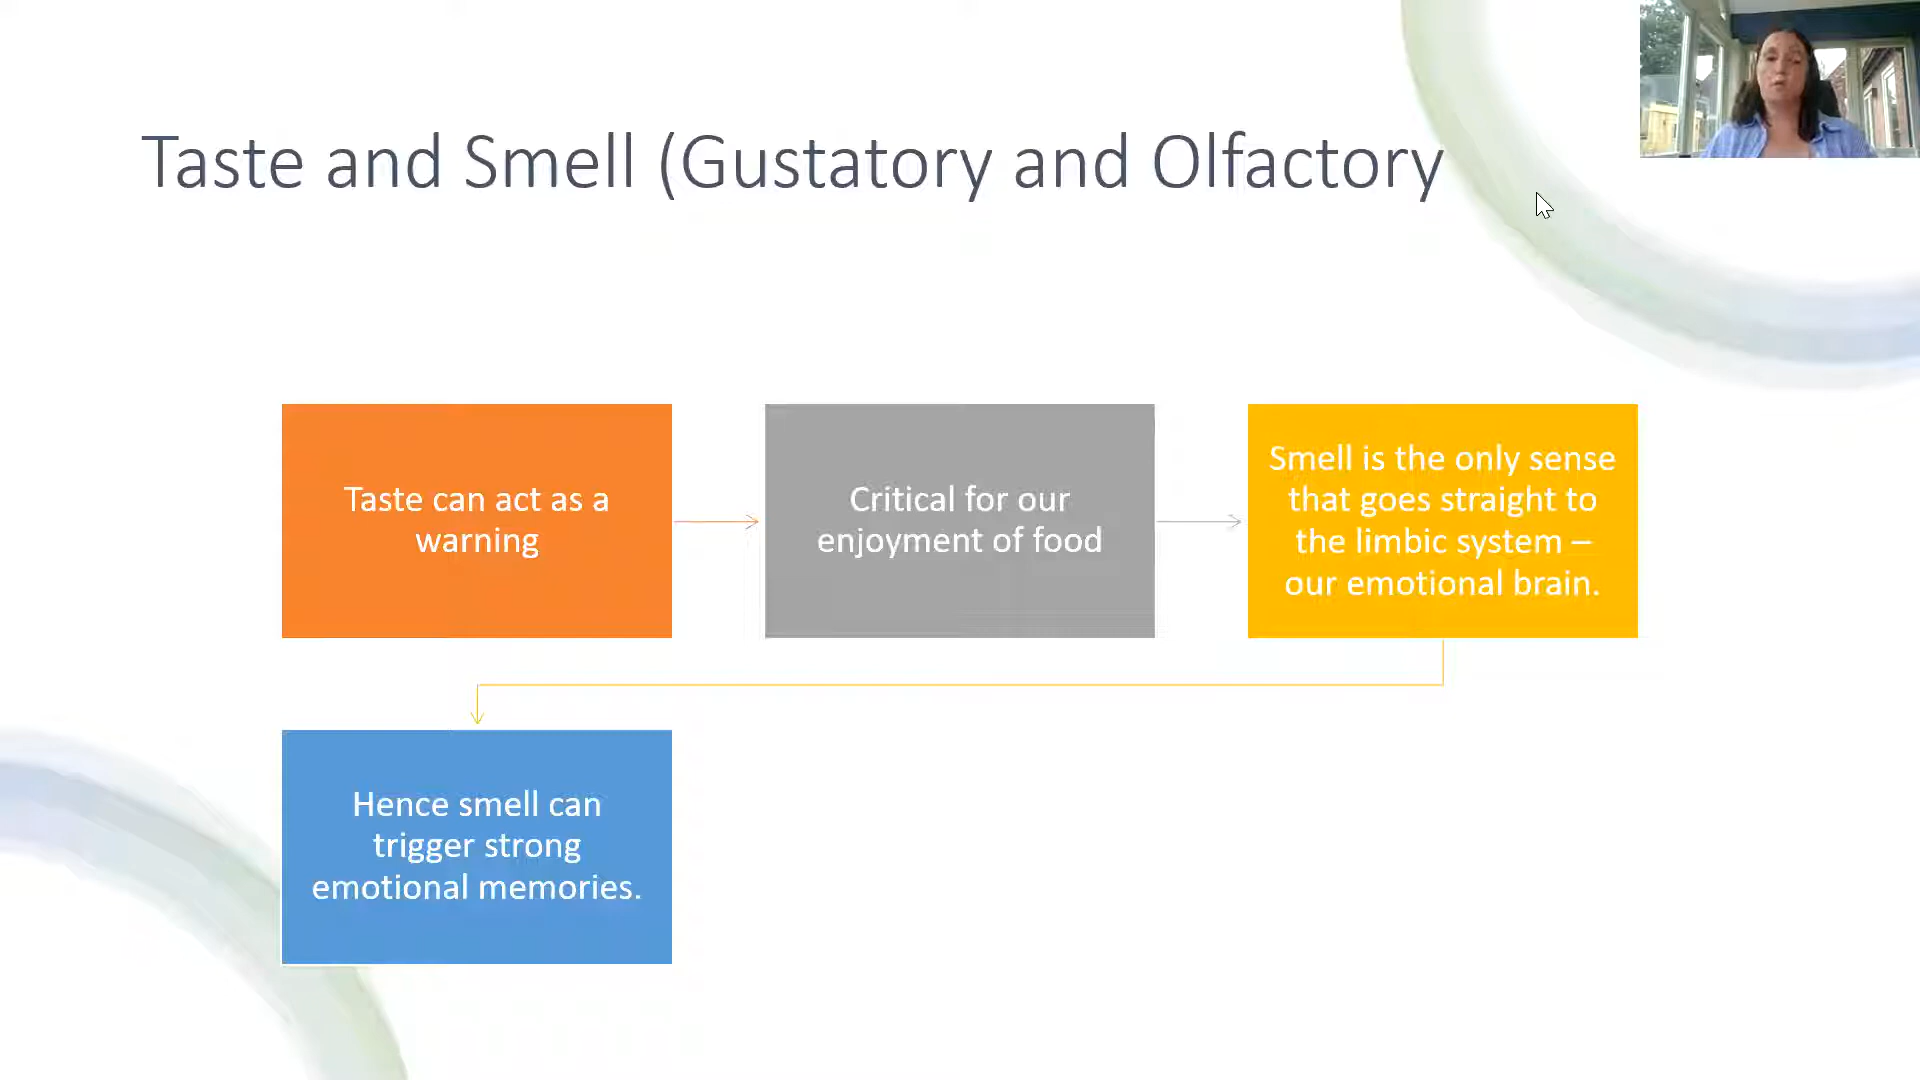 Taste and Smell (Gustatory and Olfactory
Taste can act as a
warning
Critical for our
enjoyment of food
Smell is the only sense
that goes straight to
the limbic system –
our emotional brain.
Hence smell can
trigger strong
emotional memories.